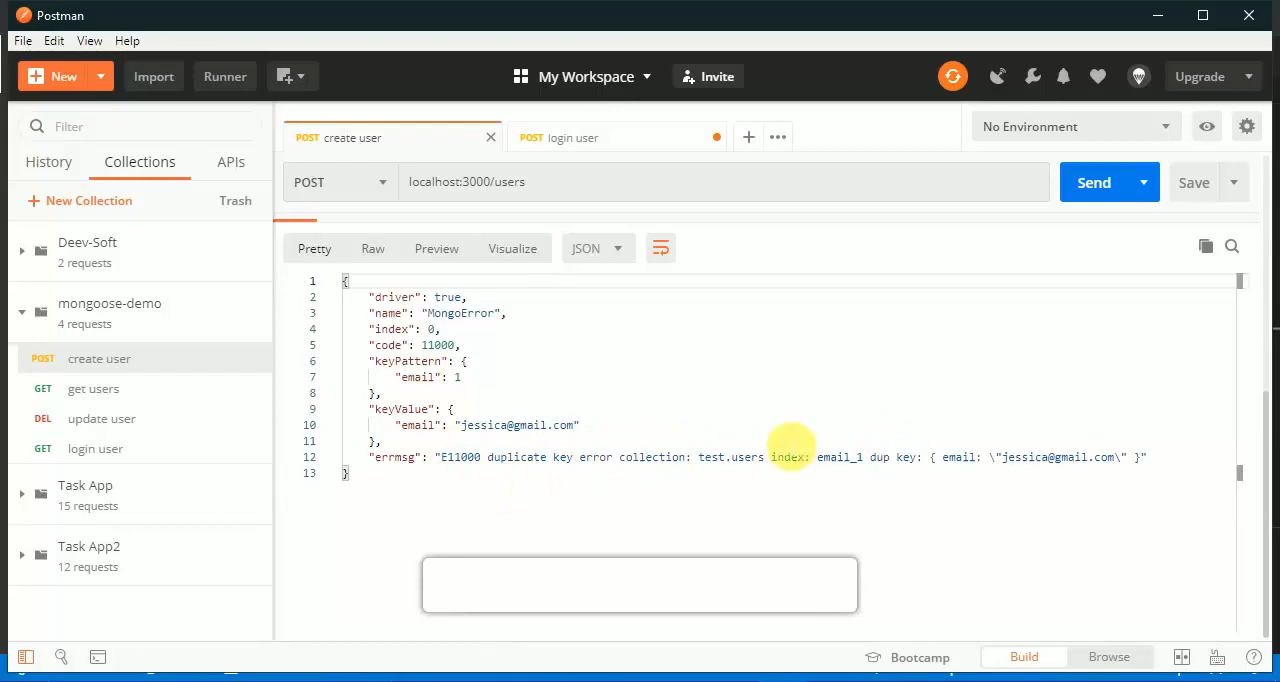 Postman
File Edit View Help
New Import Runner My Workspace Invite Upgrade
Filter
History Collections APIs
New Collection Trash
Deev-Soft
2 requests
mongoose-demo
4 requests
POST create user
GET get users
DEL update user
GET login user
Task App
15 requests
Task App2
12 requests
POST create user POST login user
No Environment
POST localhost:3000/users Send Save
Pretty Raw Preview Visualize JSON
1 {
2 "driver": true,
3 "name": "MongoError",
4 "index": 0,
5 "code": 11000,
6 "keyPattern": {
7 "email": 1
8 },
9 "keyValue": {
10 "email": "jessica@gmail.com"
11 },
12 "errmsg": "E11000 duplicate key error collection: test.users index: email_1 dup key: { email: \"jessica@gmail.com\" }"
13 }
Bootcamp Build Browse